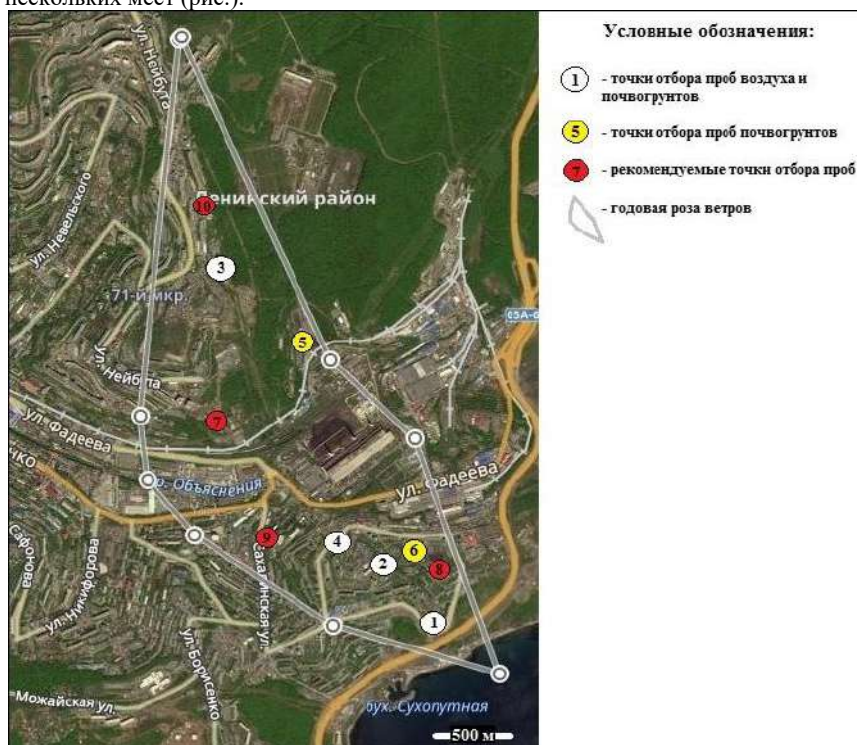 нескольких мест (рис.).
ул. Нейбута
Условные обозначения:
1 - точки отбора проб воздуха и
почвогрунтов
5 - точки отбора проб почвогрунтов
7 - рекомендуемые точки отбора проб
- годовая роза ветров
10 Ленинский район
ул. Невельского
3
71-й мкр.
05А-6
5
ул. Нейбута
7
ул. Фадеева
НКО
р. Объяснения
ул. Фадеева
9
4
6
2
8
Сафонова
ул. Никифорова
Сахалинская ул.
1
ул. Борисенко
Можайская ул.
бух. Сухопутная
500 м